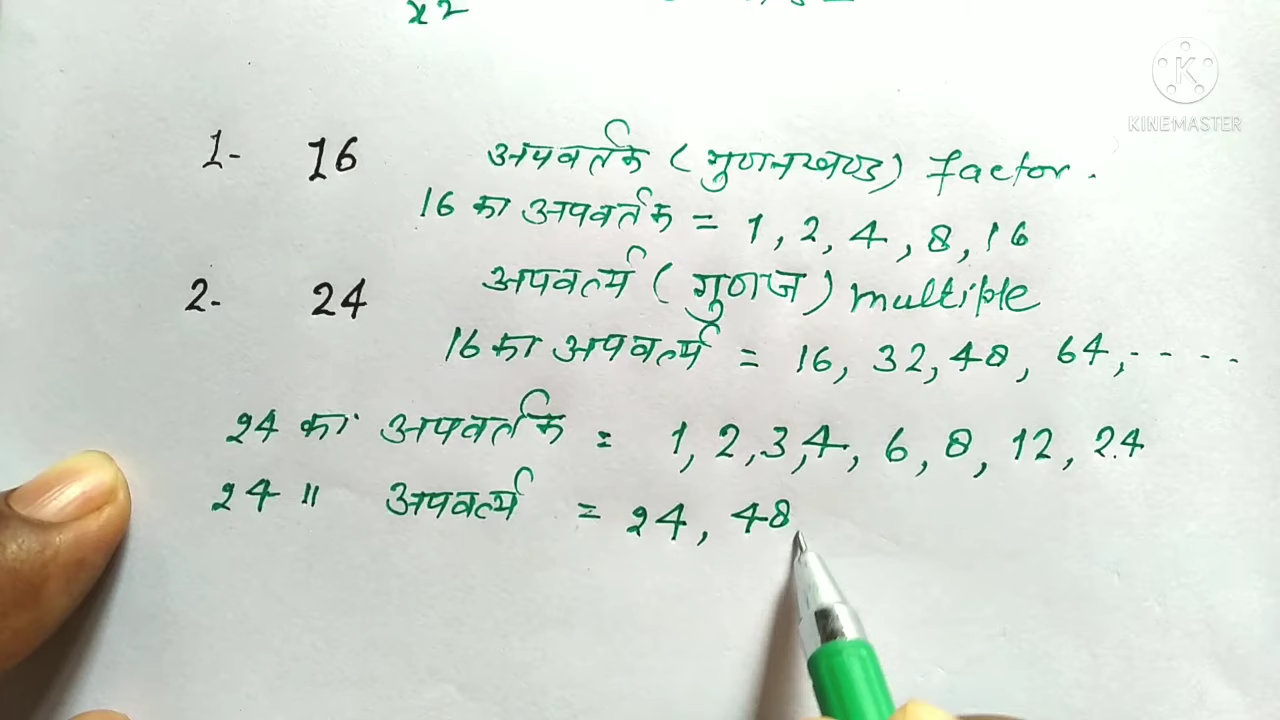 x2
1- 16 अपवर्तक (गुणनखण्ड) factor.
16 का अपवर्तक = 1, 2, 4, 8, 16
2- 24 अपवर्त्य (गुणज) multiple
16 का अपवर्त्य = 16, 32, 48, 64, ----
24 का अपवर्तक = 1, 2, 3, 4, 6, 8, 12, 24
24 " अपवर्त्य = 24, 48
KINEMASTER